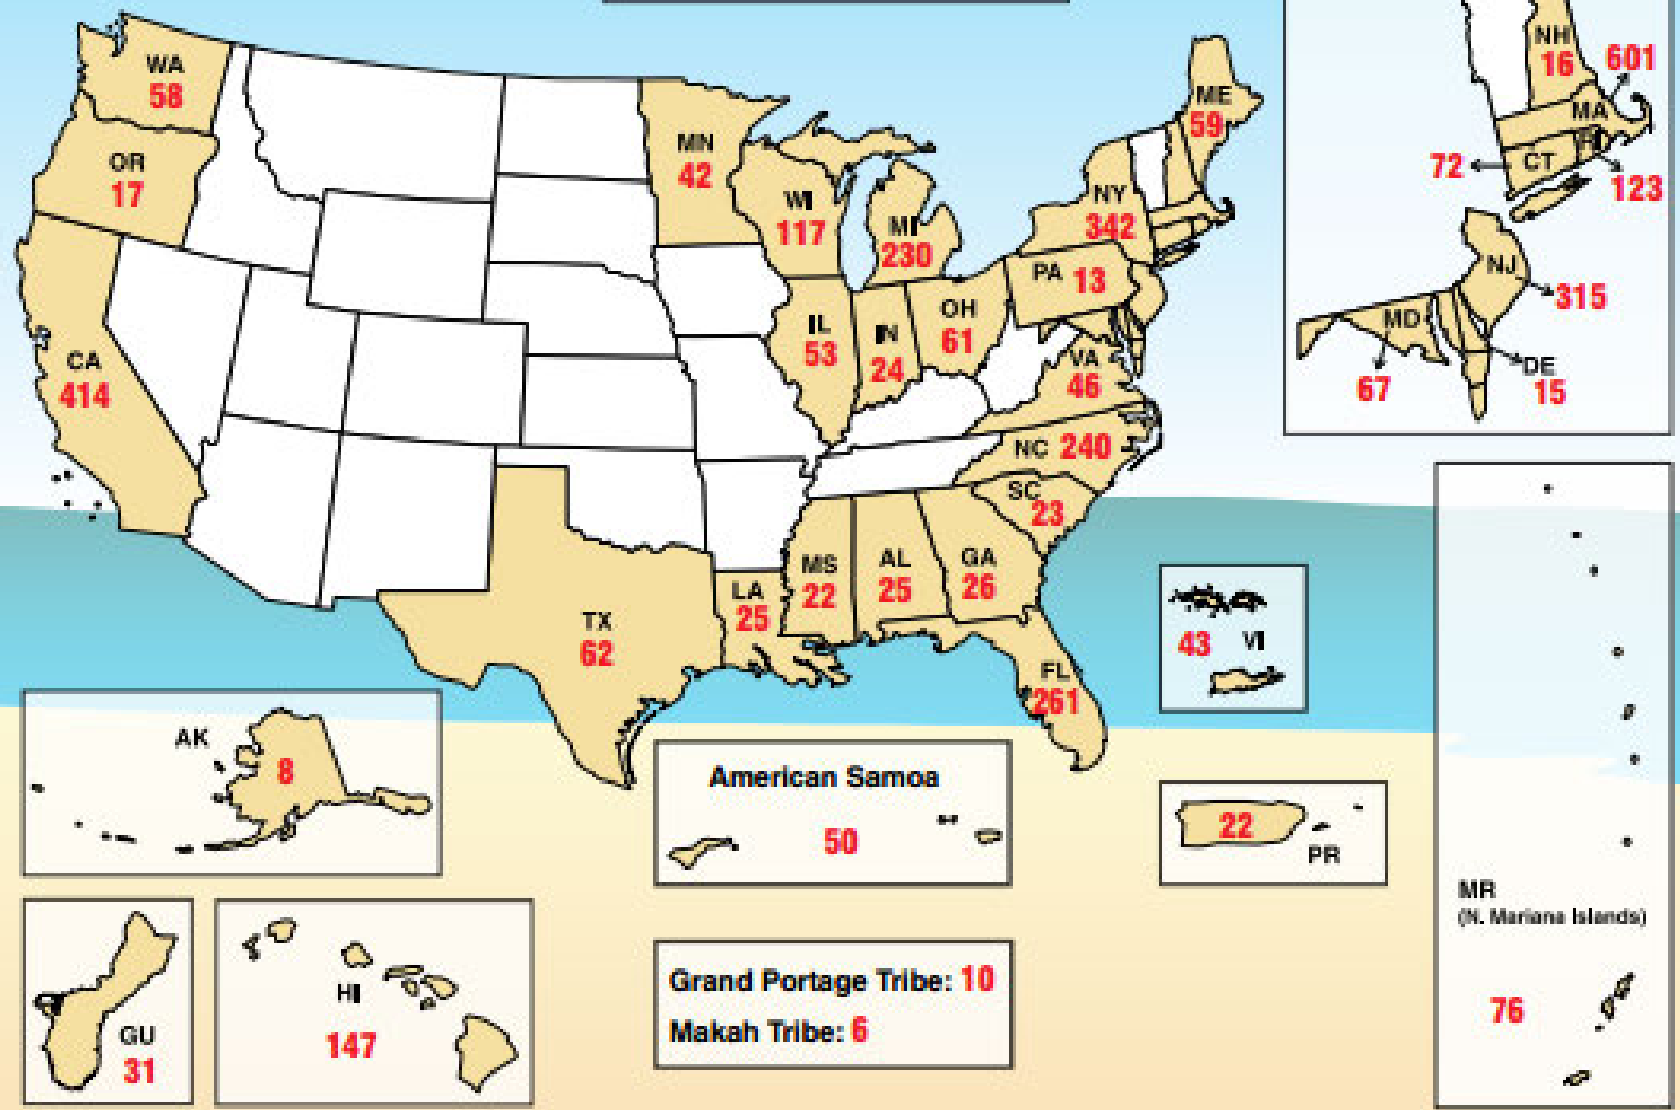 WA
58
OR
17
CA
414
MN
42
WI
117
MI
230
IL
53
IN
24
OH
61
PA 13
NY
342
ME
59
VA
46
NC 240
SC
23
GA
26
AL
25
MS
22
LA
25
TX
62
FL
261
NH
16
601
MA
RI
72
CT
123
NJ
315
MD
67
DE
15
43 VI
AK
8
American Samoa
50
22
PR
MR
(N. Mariana Islands)
76
GU
31
HI
147
Grand Portage Tribe: 10
Makah Tribe: 6